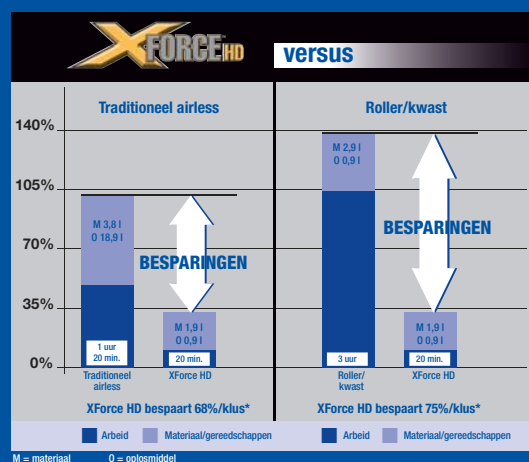 XFORCE HD
versus
Traditioneel airless
Roller/kwast
140%
105%
70%
35%
0%
M 3,8 l
O 18,9 l
1 uur
20 min.
BESPARINGEN
M 1,9 l
O 0,9 l
20 min.
M 2,9 l
O 0,9 l
3 uur
BESPARINGEN
M 1,9 l
O 0,9 l
20 min.
Traditioneel
airless
XForce HD
Roller/
kwast
XForce HD
XForce HD bespaart 68%/klus*
XForce HD bespaart 75%/klus*
Arbeid
Materiaal/gereedschappen
Arbeid
Materiaal/gereedschappen
M = materiaal
O = oplosmiddel